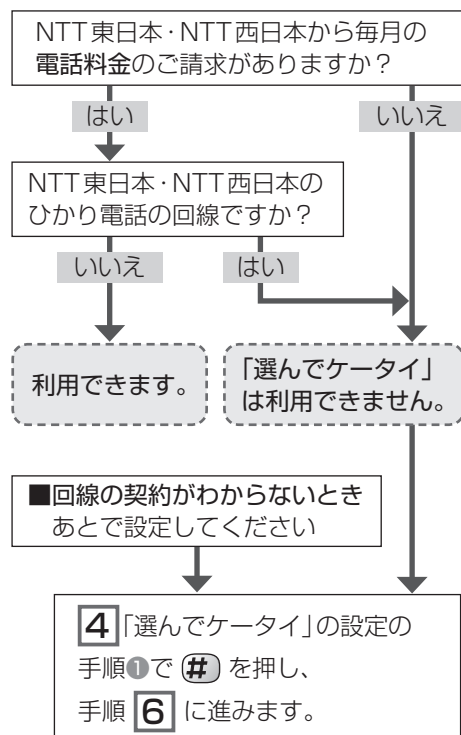 NTT東日本・NTT西日本から毎月の
電話料金のご請求がありますか？
はい
いいえ
NTT東日本・NTT西日本の
ひかり電話の回線ですか？
いいえ
はい
利用できます。
「選んでケータイ」
は利用できません。
■回線の契約がわからないとき
あとで設定してください
4「選んでケータイ」の設定の
手順❶で # を押し、
手順 6 に進みます。